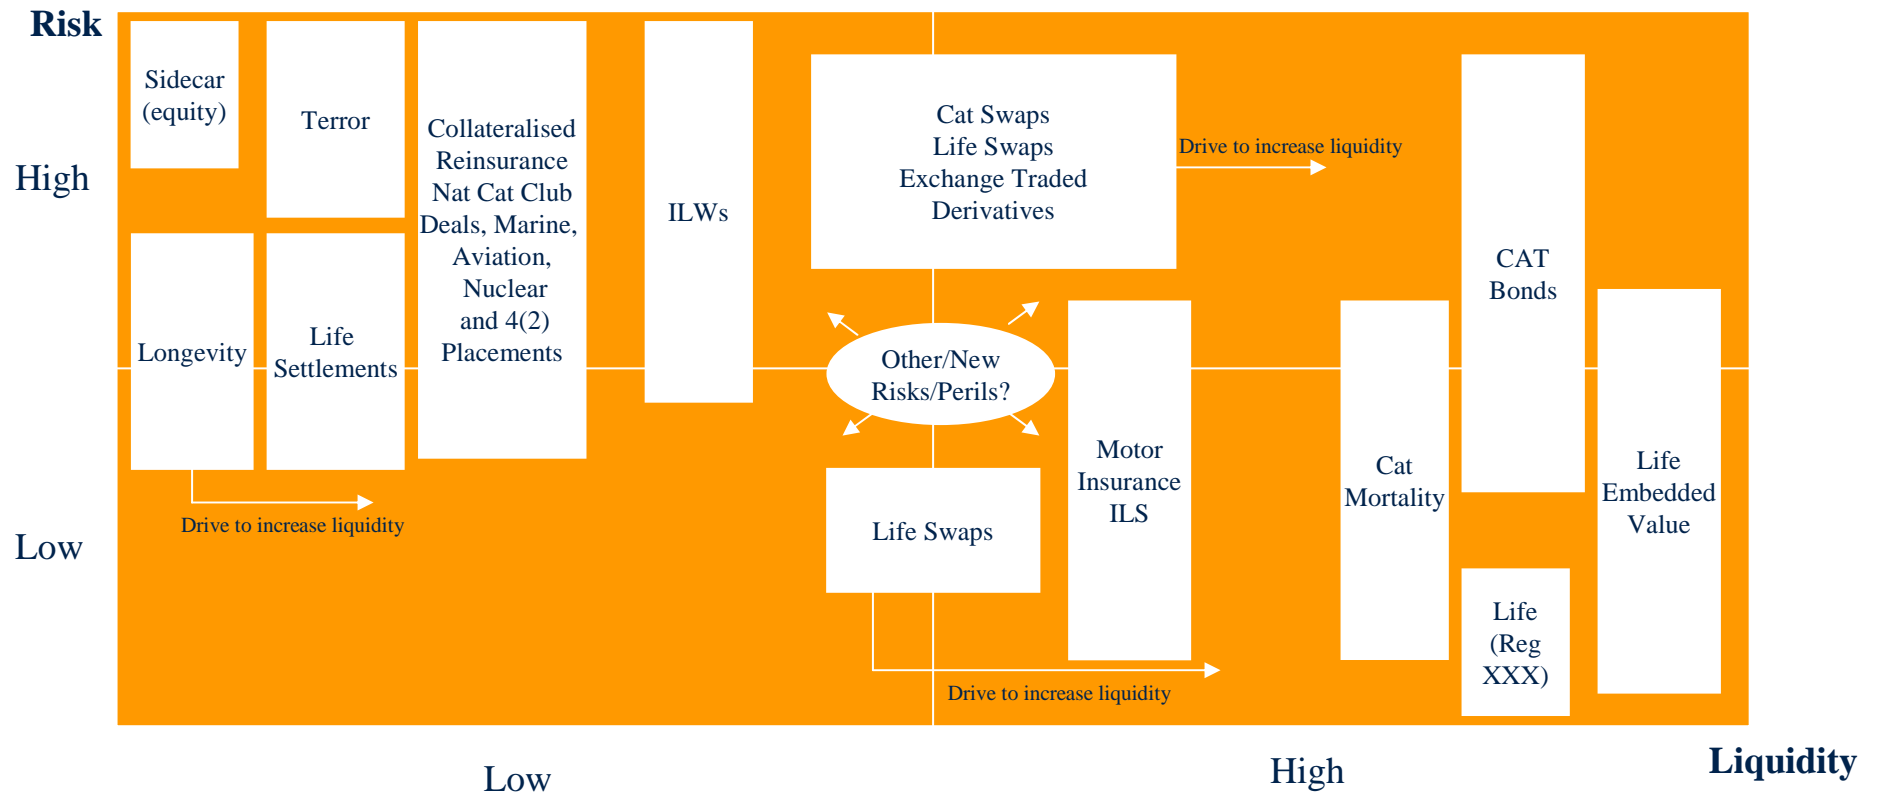 Risk
High
Low
Sidecar
(equity)
Terror
Collateralised
Reinsurance
Nat Cat Club
Deals, Marine,
Aviation,
Nuclear
and 4(2)
Placements
ILWs
Cat Swaps
Life Swaps
Exchange Traded
Derivatives
Drive to increase liquidity
CAT
Bonds
Longevity
Life
Settlements
Drive to increase liquidity
Other/New
Risks/Perils?
Life Swaps
Drive to increase liquidity
Motor
Insurance
ILS
Cat
Mortality
Life
(Reg
XXX)
Life
Embedded
Value
Low
High
Liquidity